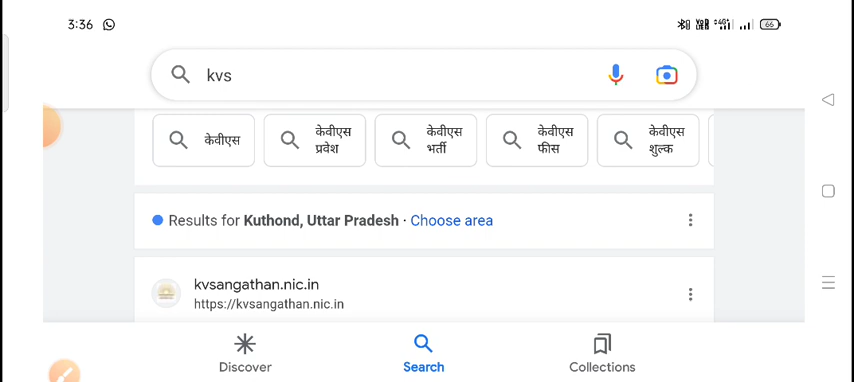 3:36
66
kvs
केवीएस
केवीएस
प्रवेश
केवीएस
भर्ती
केवीएस
फीस
केवीएस
शुल्क
Results for Kuthond, Uttar Pradesh · Choose area
kvsangathan.nic.in
https://kvsangathan.nic.in
Discover
Search
Collections